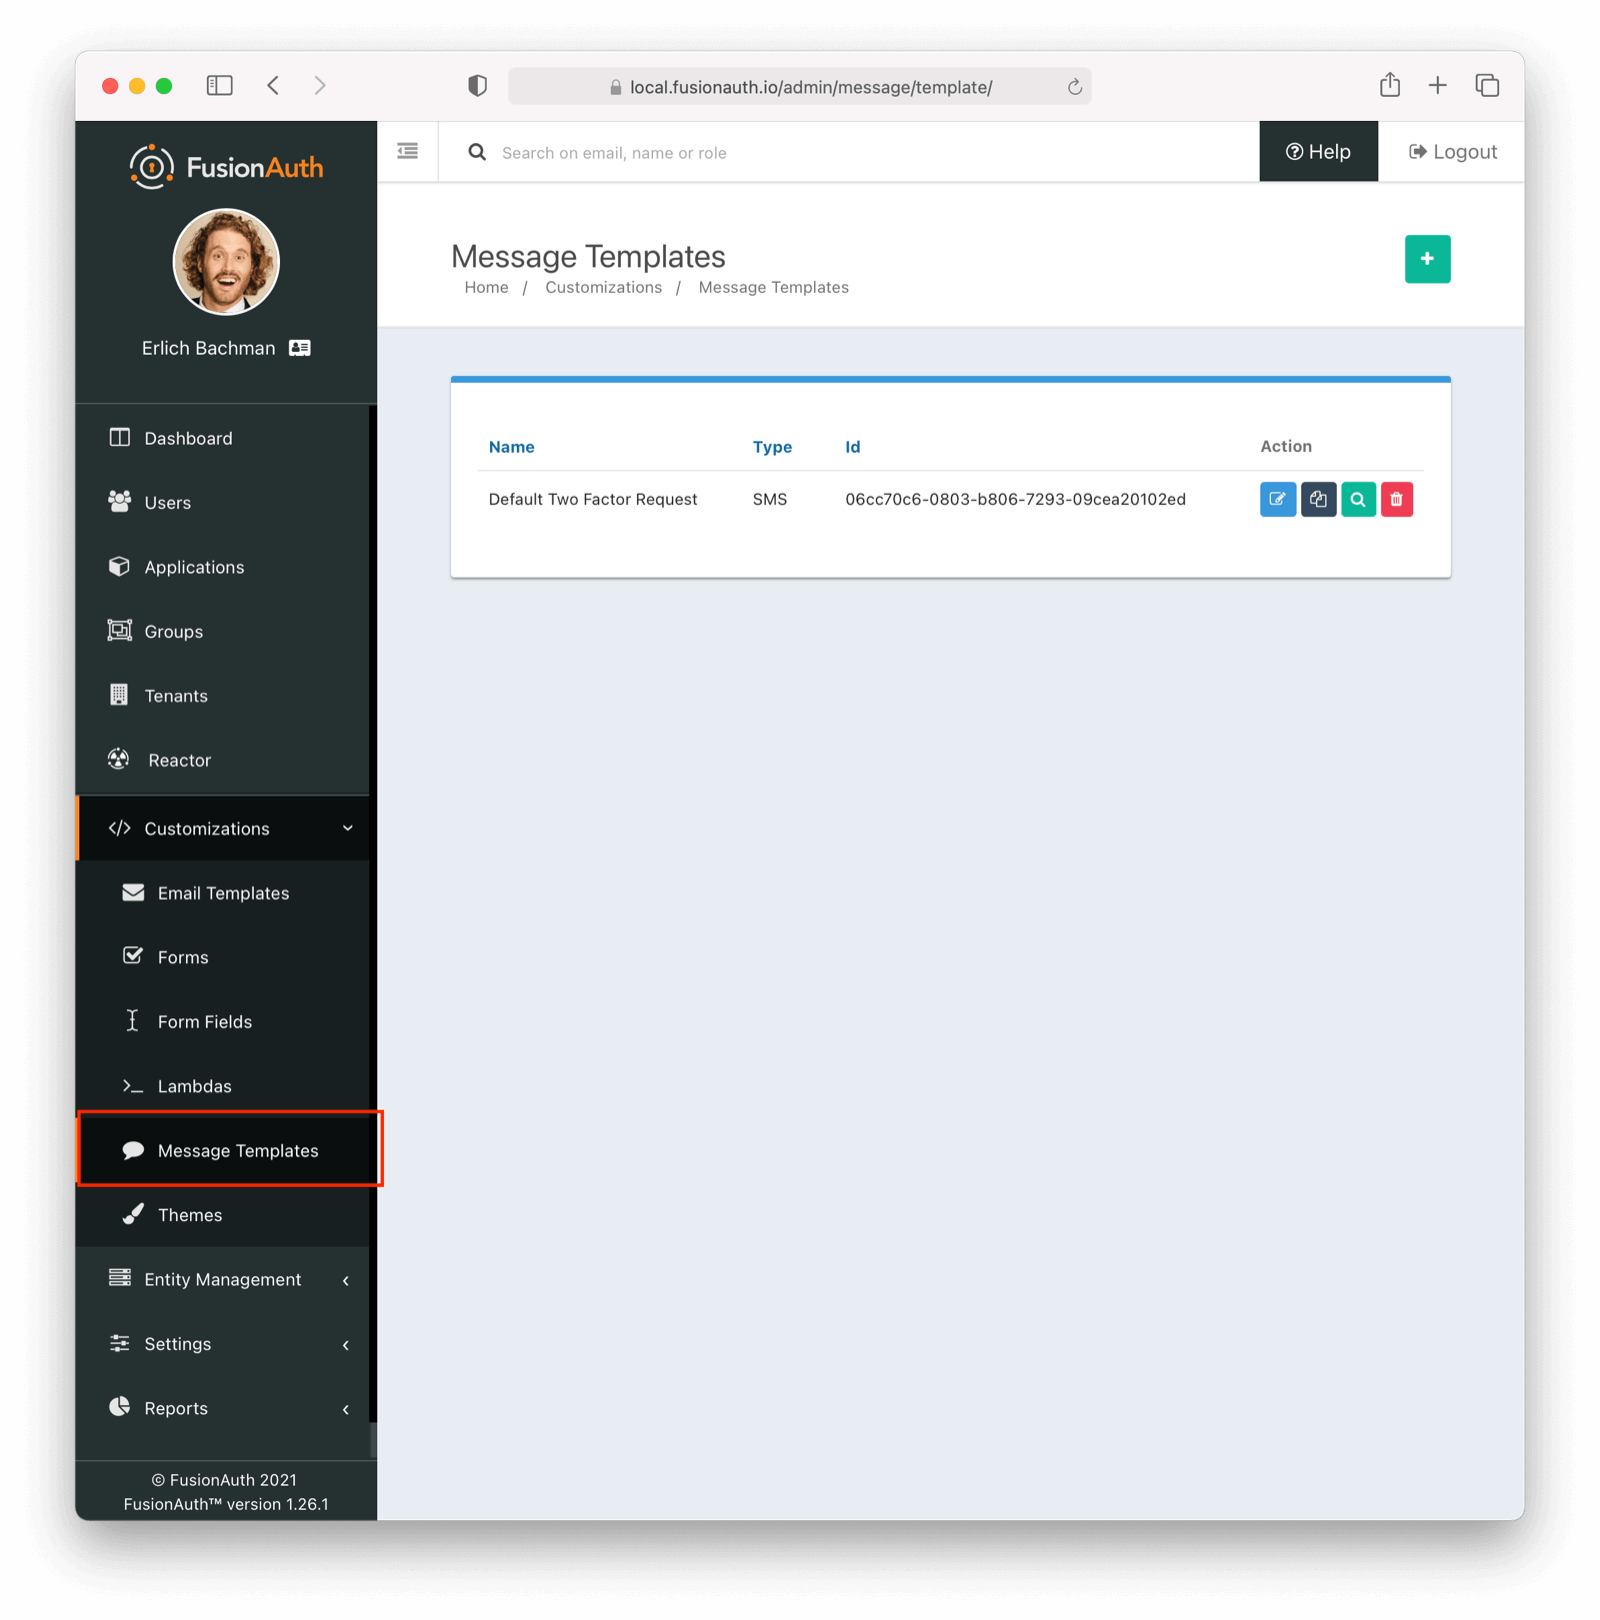 local.fusionauth.io/admin/message/template/
FusionAuth
Search on email, name or role
Help
Logout
Erlich Bachman
Message Templates
Home / Customizations / Message Templates
Name Type Id Action
Default Two Factor Request SMS 06cc70c6-0803-b806-7293-09cea20102ed
Dashboard
Users
Applications
Groups
Tenants
Reactor
Customizations
Email Templates
Forms
Form Fields
Lambdas
Message Templates
Themes
Entity Management
Settings
Reports
© FusionAuth 2021
FusionAuth™ version 1.26.1